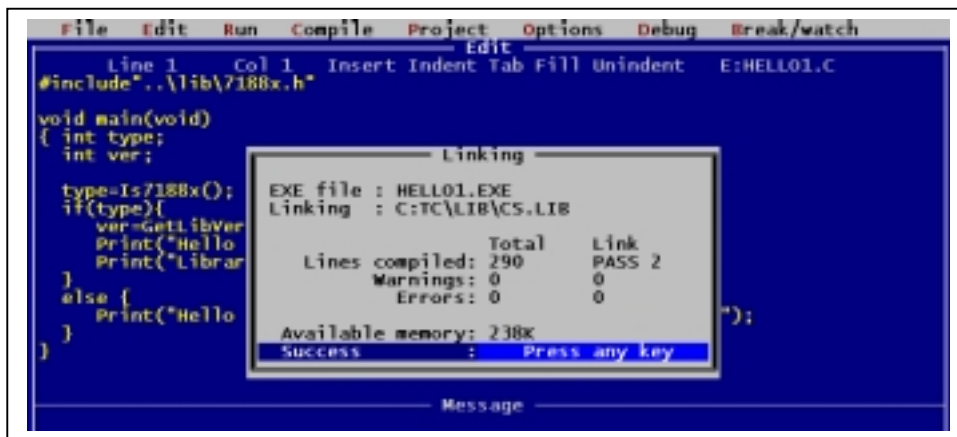 File Edit Run Compile Project Options Debug Break/watch
Edit
Line 1 Col 1 Insert Indent Tab Fill Unindent E:HELLO1.C
#include"..\lib\7188x.h"
void main(void)
{ int type;
int ver;
type=Is7188x();
if(type){
ver=GetLibVer
Print("Hello
Print("Librar
}
else {
Print("Hello
");
}
}
Linking
EXE file : HELLO1.EXE
Linking : C:TC\LIB\CS.LIB
Total Link
Lines compiled: 290 PASS 2
Warnings: 0 0
Errors: 0 0
Available memory: 238K
Success : Press any key
Message